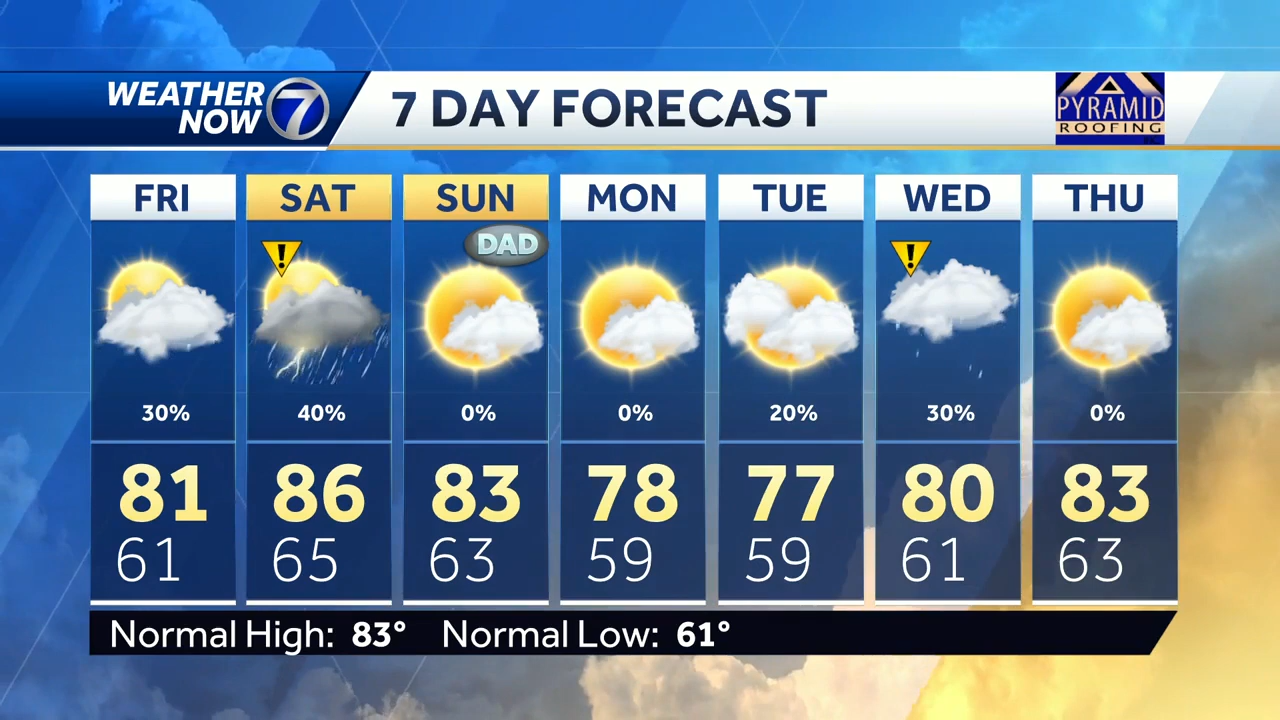 WEATHER
NOW
7
7 DAY FORECAST
PYRAMID
ROOFING
FRI SAT SUN MON TUE WED THU
! DAD !
30% 40% 0% 0% 20% 30% 0%
81 86 83 78 77 80 83
61 65 63 59 59 61 63
Normal High: 83° Normal Low: 61°